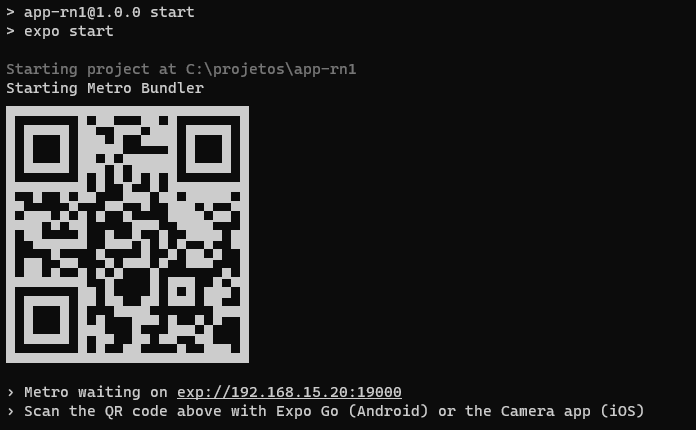 > app-rn1@1.0.0 start
> expo start
Starting project at C:\projetos\app-rn1
Starting Metro Bundler
› Metro waiting on exp://192.168.15.20:19000
› Scan the QR code above with Expo Go (Android) or the Camera app (iOS)